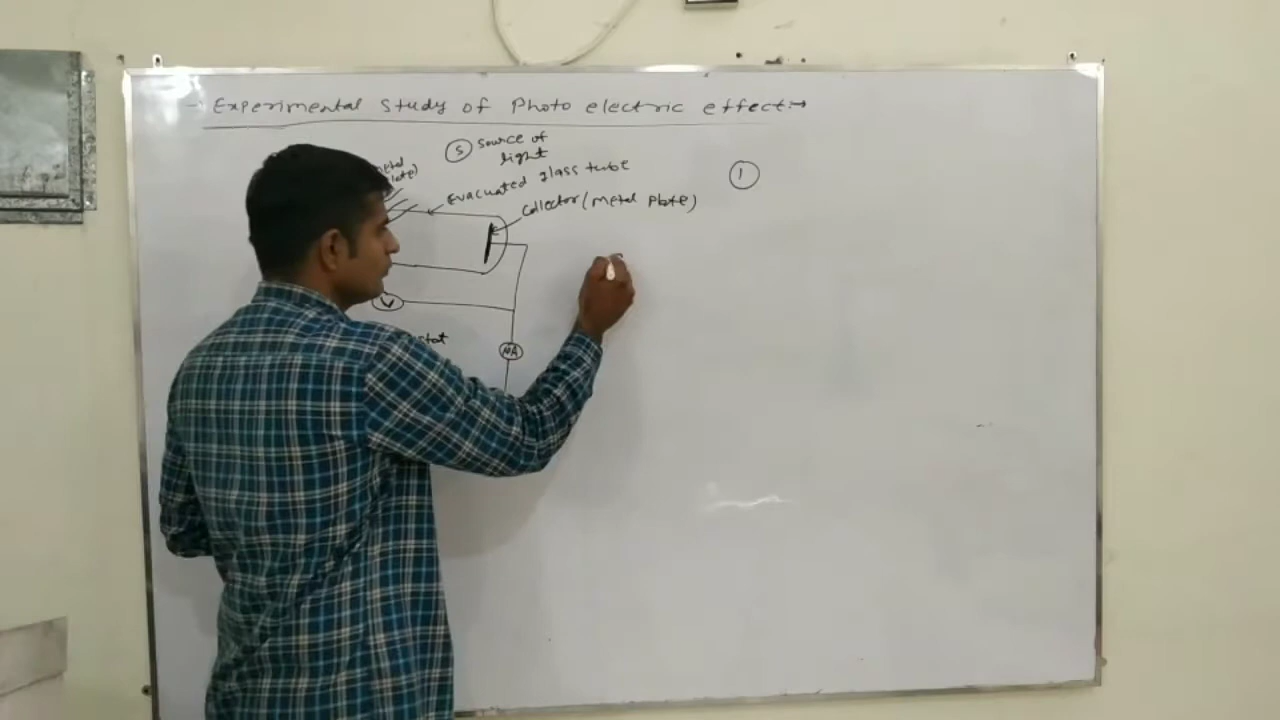 Experimental Study of Photo electric effect:→
S Source of
light
metal
plate)
Evacuated glass tube
Collector (Metal plate)
1
V
MA